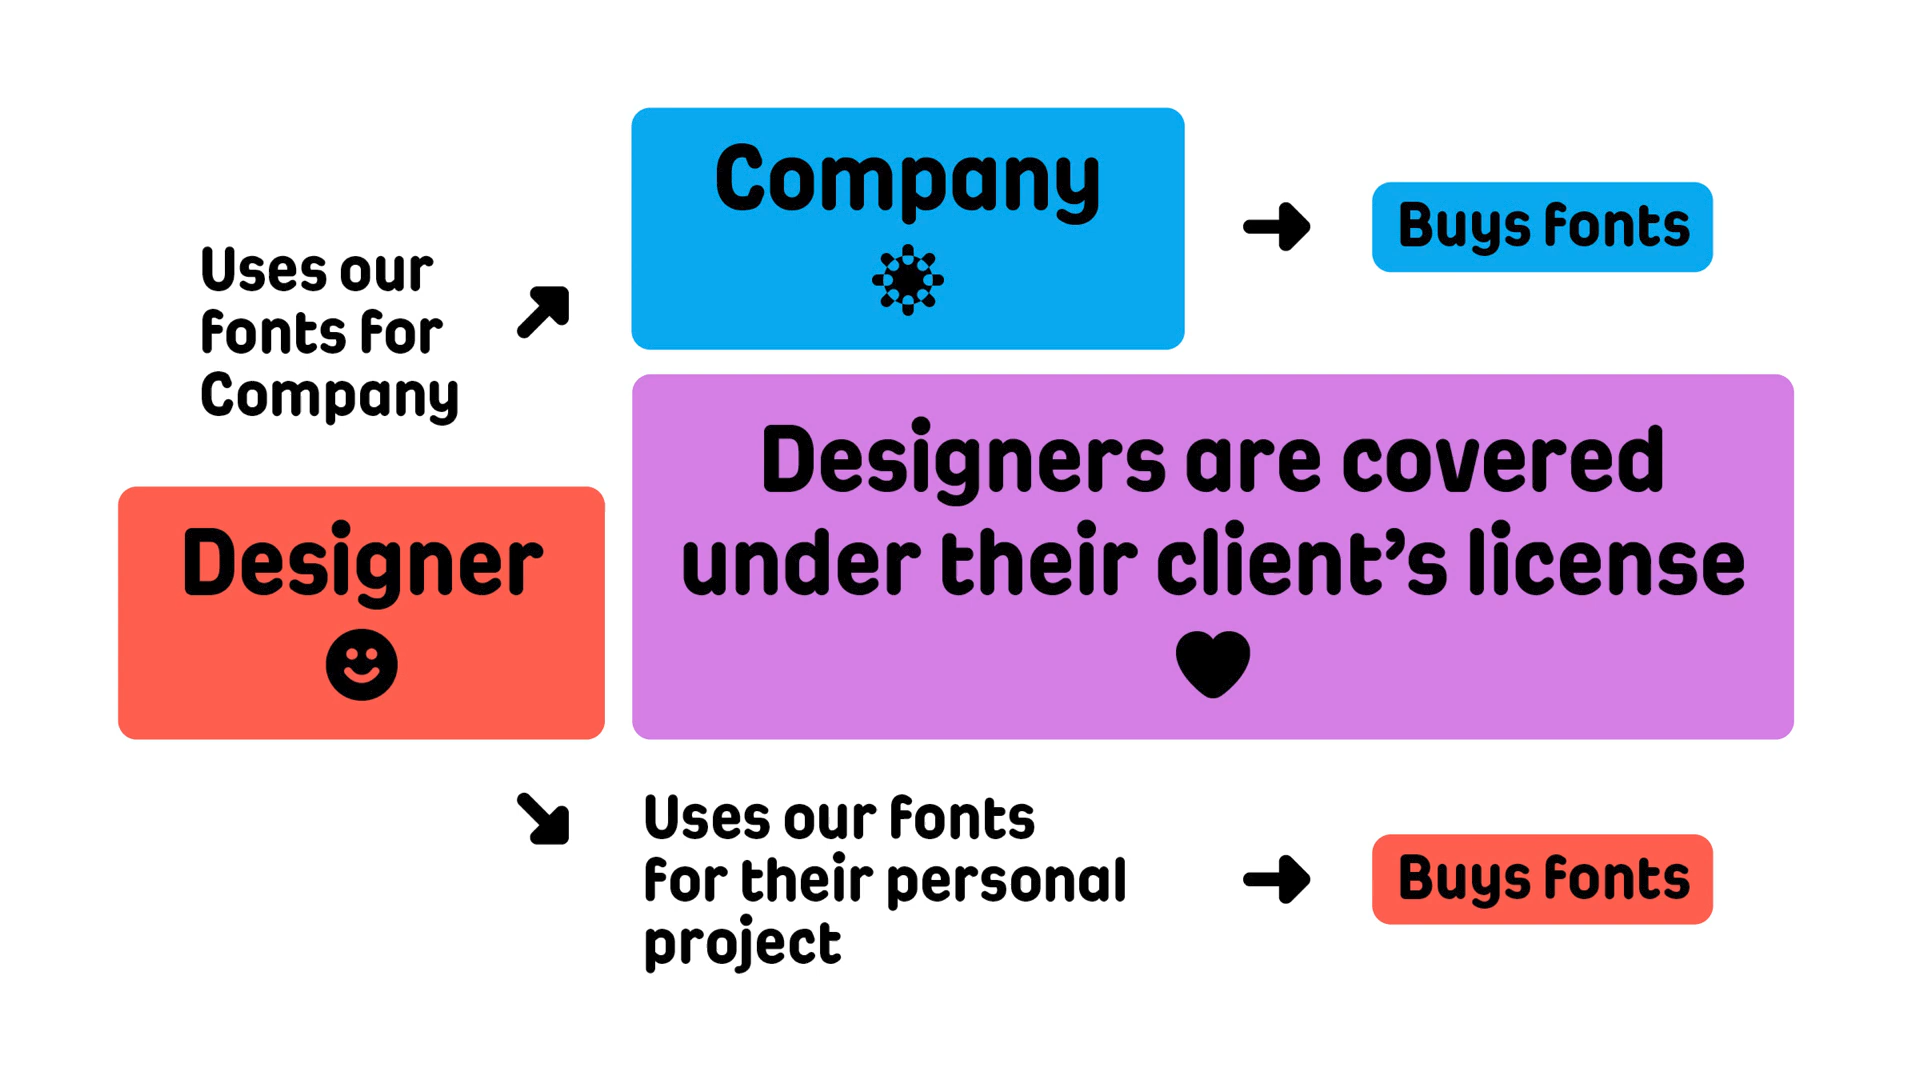 Company
Buys fonts
Uses our
fonts for
Company
Designer
Designers are covered
under their client’s license
Uses our fonts
for their personal
project
Buys fonts